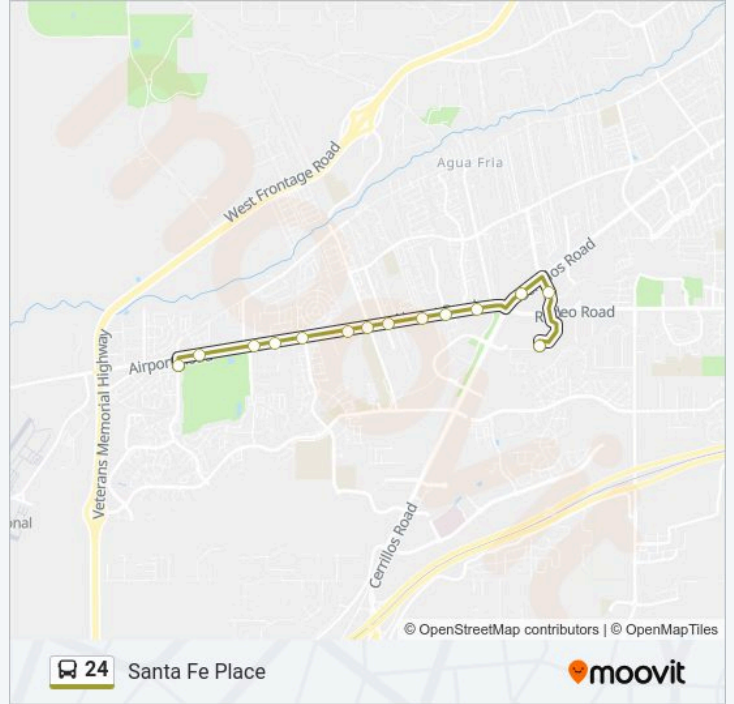 Agua Fria
West Frontage Road
os Road
Rodeo Road
Airpor
Veterans Memorial Highway
Cerrillos Road
onal
© OpenStreetMap contributors | © OpenMapTiles
24 Santa Fe Place
moovit